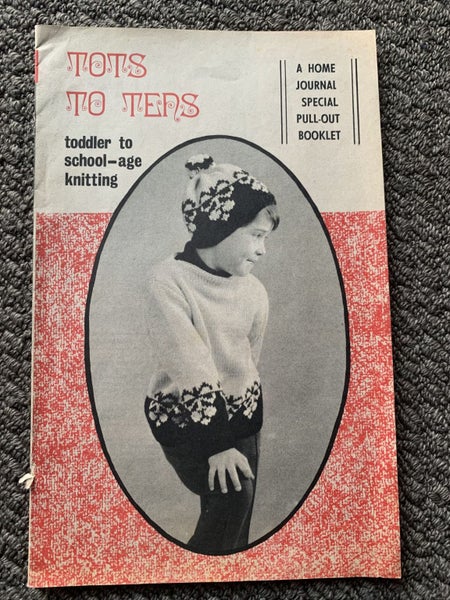 TOTS
TO TENS
toddler to
school-age
knitting
A HOME
JOURNAL
SPECIAL
PULL-OUT
BOOKLET